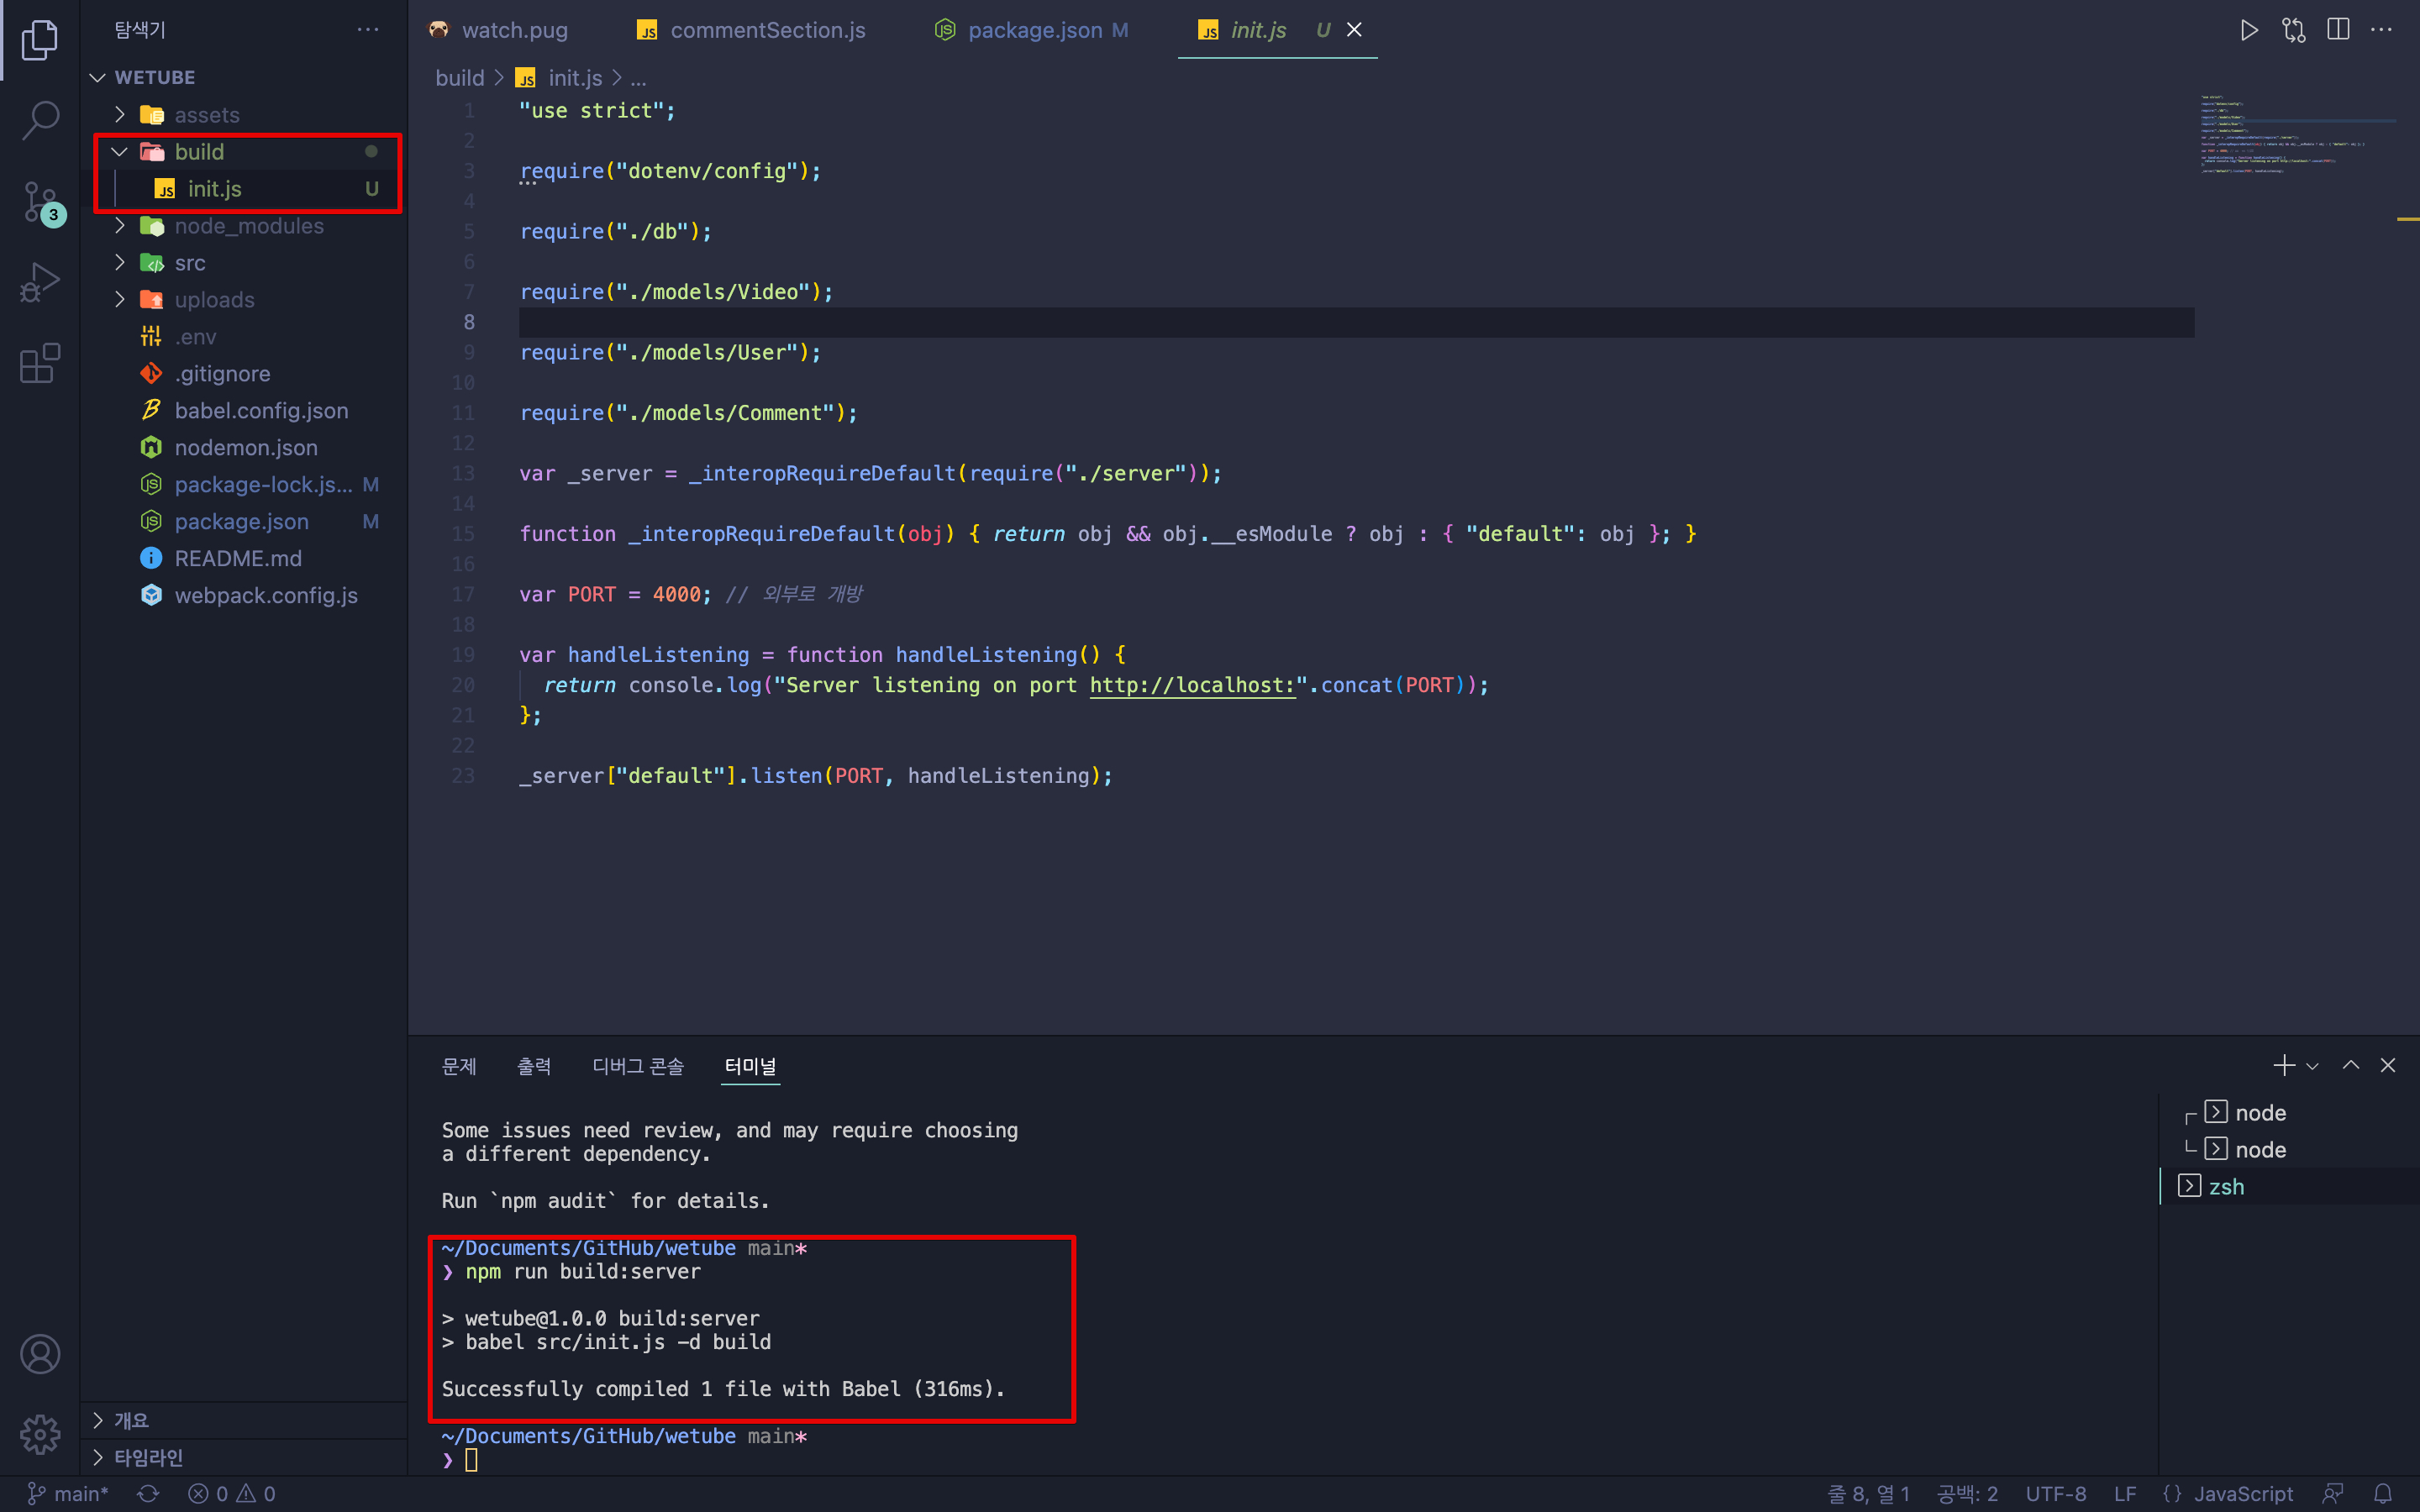 탐색기
watch.pug
commentSection.js
package.json M
init.js U
WETUBE
assets
build
init.js U
node_modules
src
uploads
.env
.gitignore
babel.config.json
nodemon.json
package-lock.js... M
package.json M
README.md
webpack.config.js
3
개요
타임라인
build > init.js > ...
1 "use strict";
2
3 require("dotenv/config");
4
5 require("./db");
6
7 require("./models/Video");
8
9 require("./models/User");
10
11 require("./models/Comment");
12
13 var _server = _interopRequireDefault(require("./server"));
14
15 function _interopRequireDefault(obj) { return obj && obj.__esModule ? obj : { "default": obj }; }
16
17 var PORT = 4000; // 외부로 개방
18
19 var handleListening = function handleListening() {
20 return console.log("Server listening on port http://localhost:".concat(PORT));
21 };
22
23 _server["default"].listen(PORT, handleListening);
문제 출력 디버그 콘솔 터미널
Some issues need review, and may require choosing
a different dependency.
Run `npm audit` for details.
~/Documents/GitHub/wetube main*
❯ npm run build:server
> wetube@1.0.0 build:server
> babel src/init.js -d build
Successfully compiled 1 file with Babel (316ms).
~/Documents/GitHub/wetube main*
❯
node
node
zsh
main* 0 0
줄 8, 열 1 공백: 2 UTF-8 LF {} JavaScript